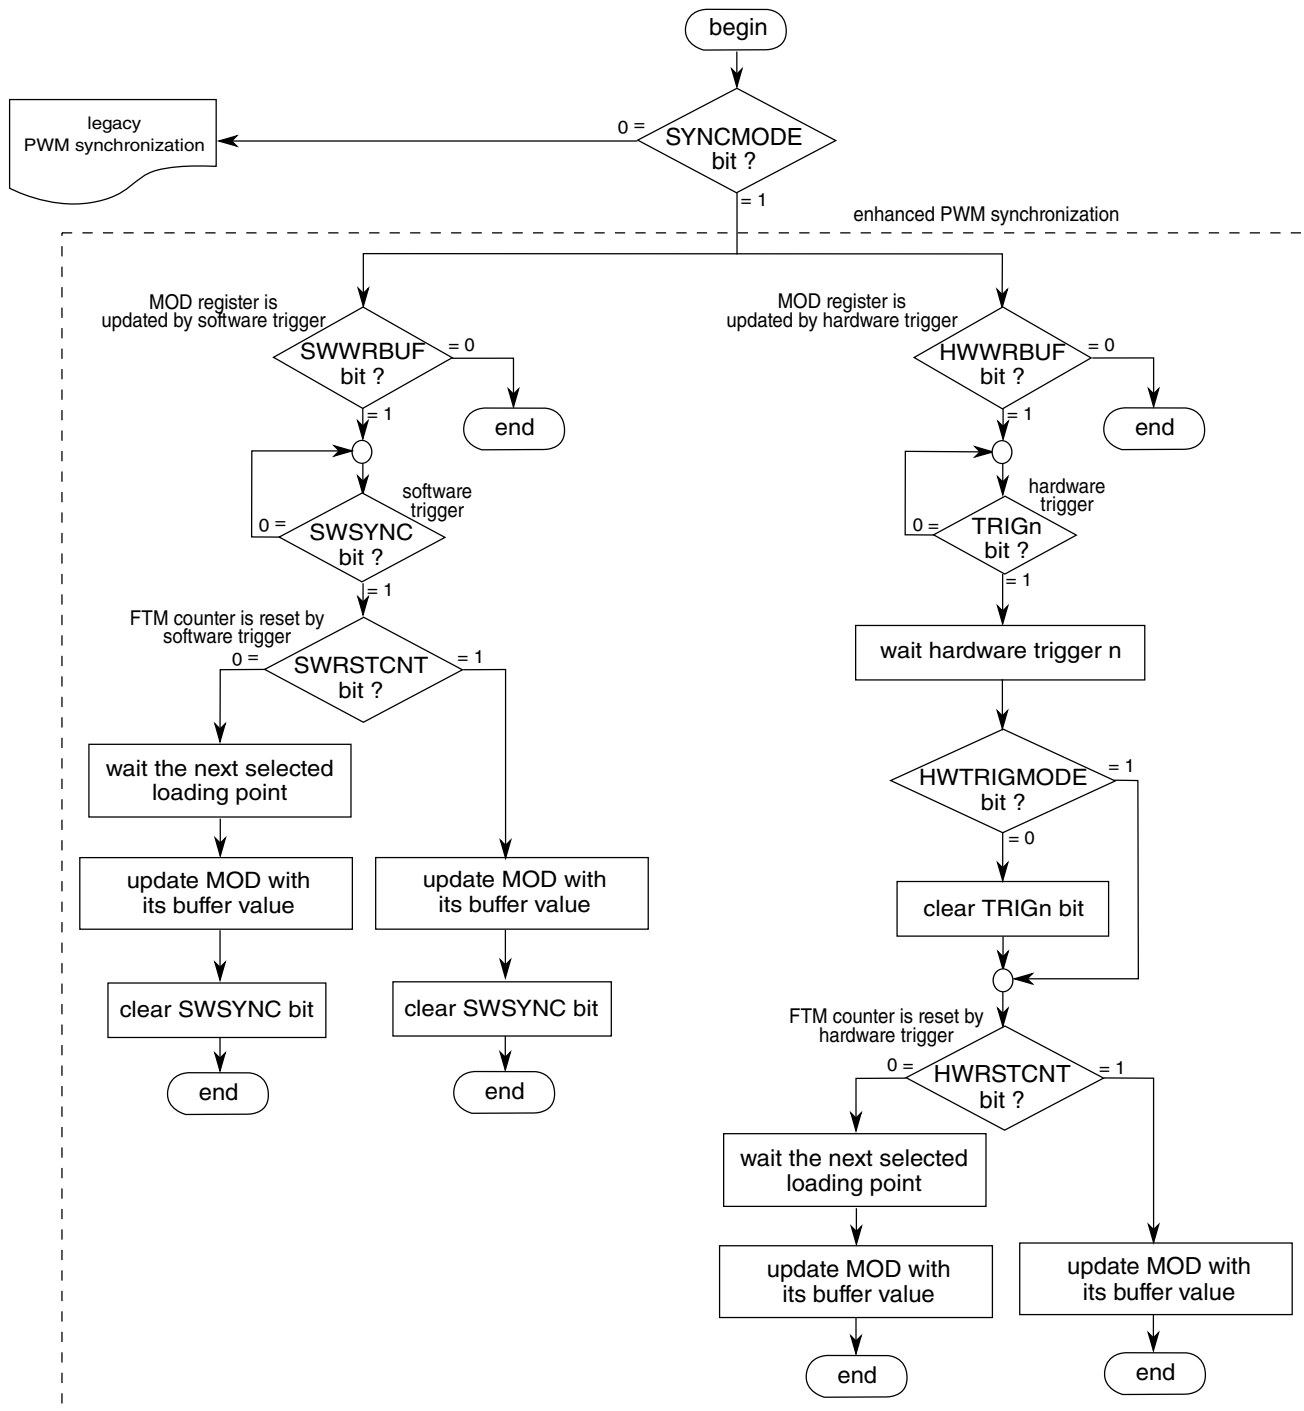 begin
legacy
PWM synchronization
0 =
SYNCMODE
bit ?
= 1
enhanced PWM synchronization
MOD register is
updated by software trigger
SWWRBUF
bit ?
= 0
= 1
end
software
trigger
0 =
SWSYNC
bit ?
= 1
FTM counter is reset by
software trigger
0 =
SWRSTCNT
bit ?
= 1
wait the next selected
loading point
update MOD with
its buffer value
clear SWSYNC bit
end
update MOD with
its buffer value
clear SWSYNC bit
end
MOD register is
updated by hardware trigger
HWWRBUF
bit ?
= 0
= 1
end
hardware
trigger
0 =
TRIGn
bit ?
= 1
wait hardware trigger n
HWTRIGMODE
bit ?
= 1
= 0
clear TRIGn bit
FTM counter is reset by
hardware trigger
0 =
HWRSTCNT
bit ?
= 1
wait the next selected
loading point
update MOD with
its buffer value
end
update MOD with
its buffer value
end